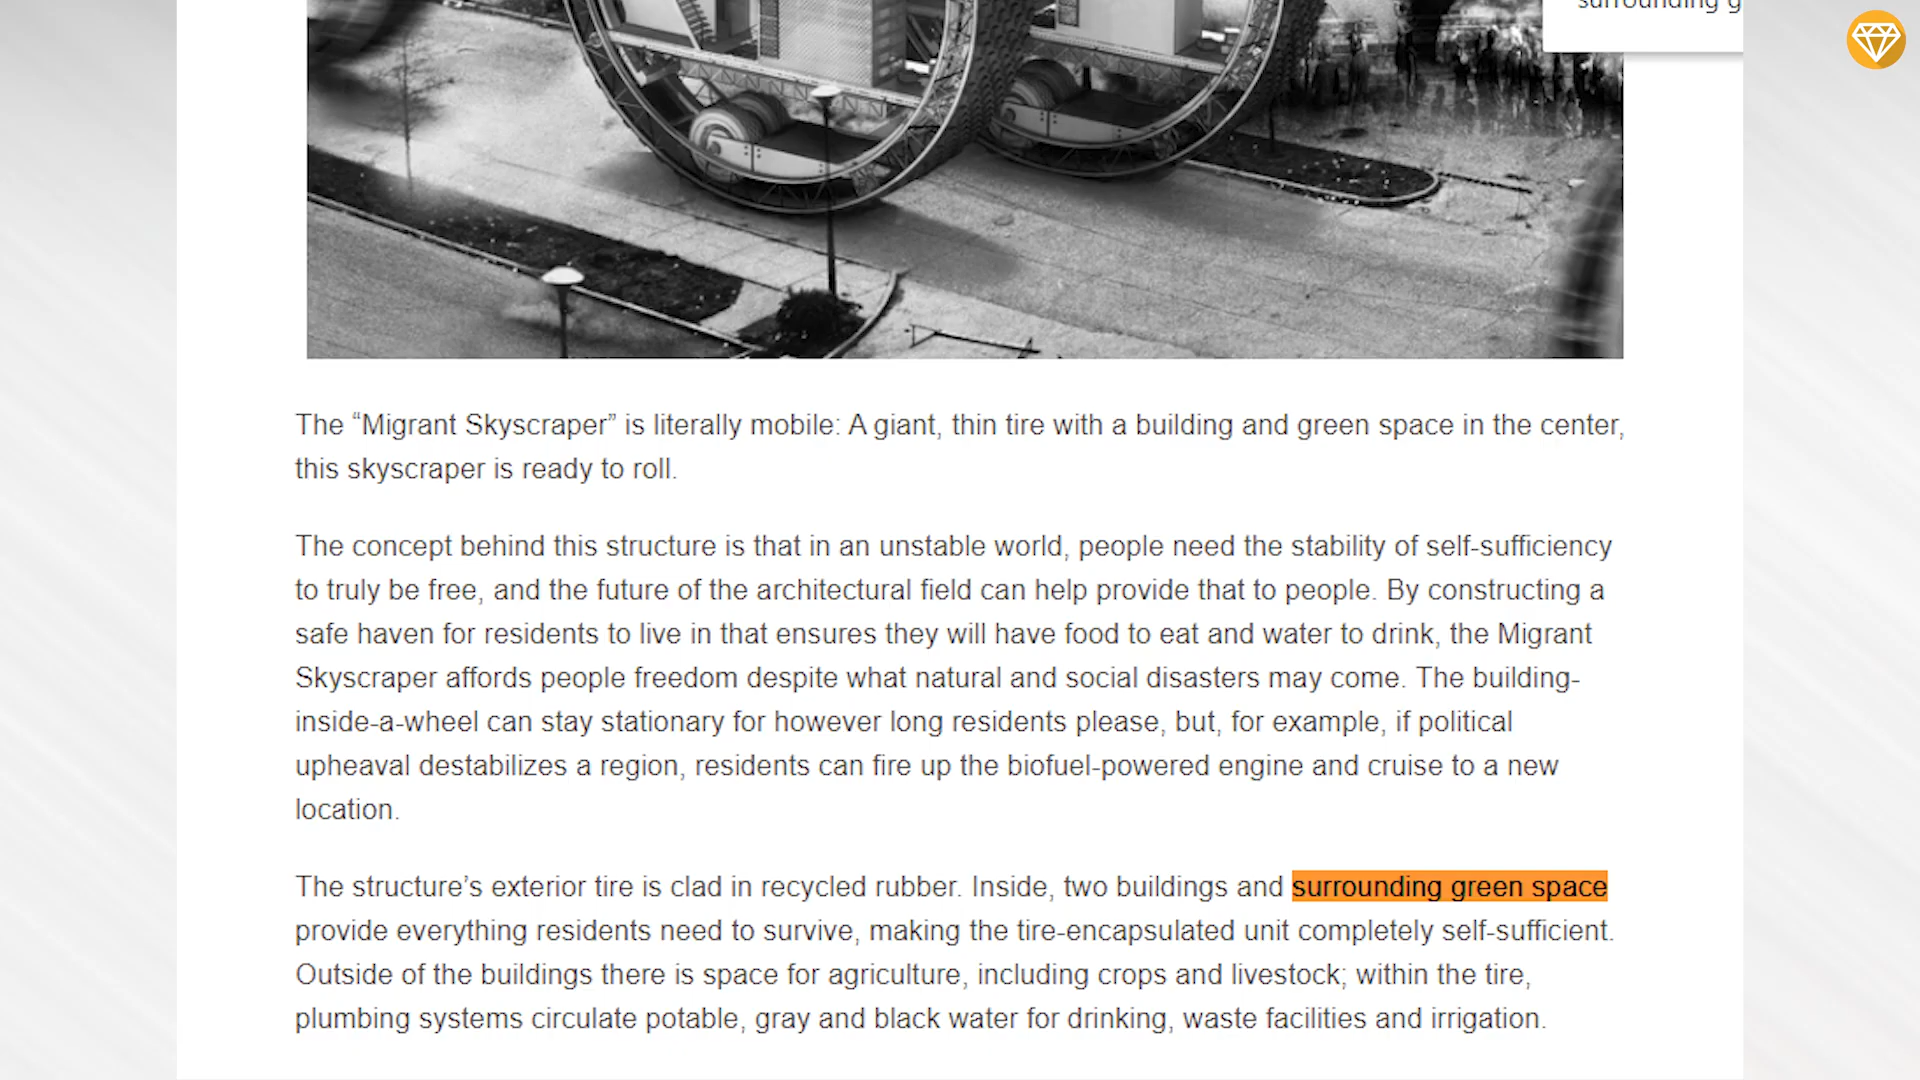 surrounding g
The “Migrant Skyscraper” is literally mobile: A giant, thin tire with a building and green space in the center,
this skyscraper is ready to roll.
The concept behind this structure is that in an unstable world, people need the stability of self-sufficiency
to truly be free, and the future of the architectural field can help provide that to people. By constructing a
safe haven for residents to live in that ensures they will have food to eat and water to drink, the Migrant
Skyscraper affords people freedom despite what natural and social disasters may come. The building-
inside-a-wheel can stay stationary for however long residents please, but, for example, if political
upheaval destabilizes a region, residents can fire up the biofuel-powered engine and cruise to a new
location.
The structure’s exterior tire is clad in recycled rubber. Inside, two buildings and surrounding green space
provide everything residents need to survive, making the tire-encapsulated unit completely self-sufficient.
Outside of the buildings there is space for agriculture, including crops and livestock; within the tire,
plumbing systems circulate potable, gray and black water for drinking, waste facilities and irrigation.